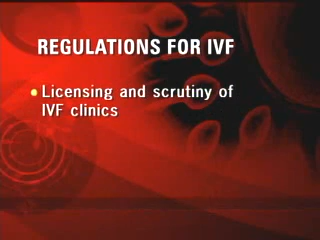 REGULATIONS FOR IVF
Licensing and scrutiny of
IVF clinics